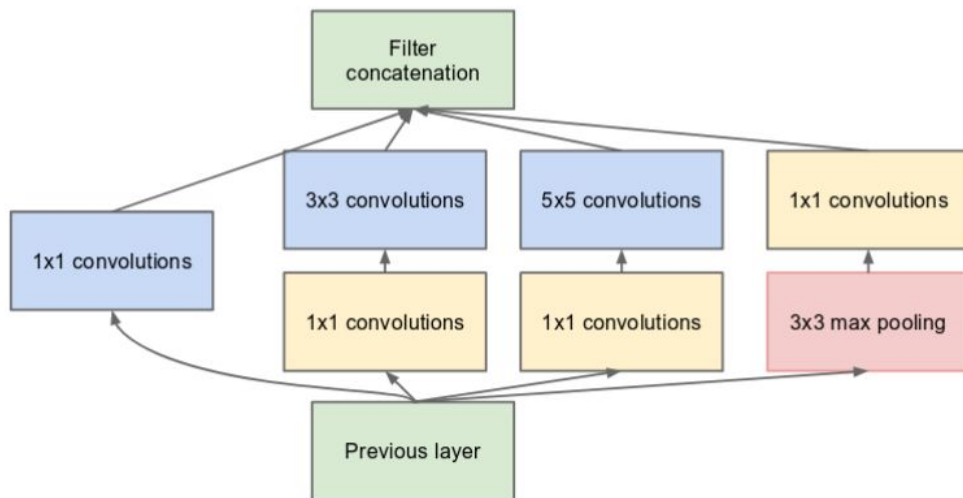 Filter
concatenation
3x3 convolutions
5x5 convolutions
1x1 convolutions
1x1 convolutions
1x1 convolutions
1x1 convolutions
3x3 max pooling
Previous layer